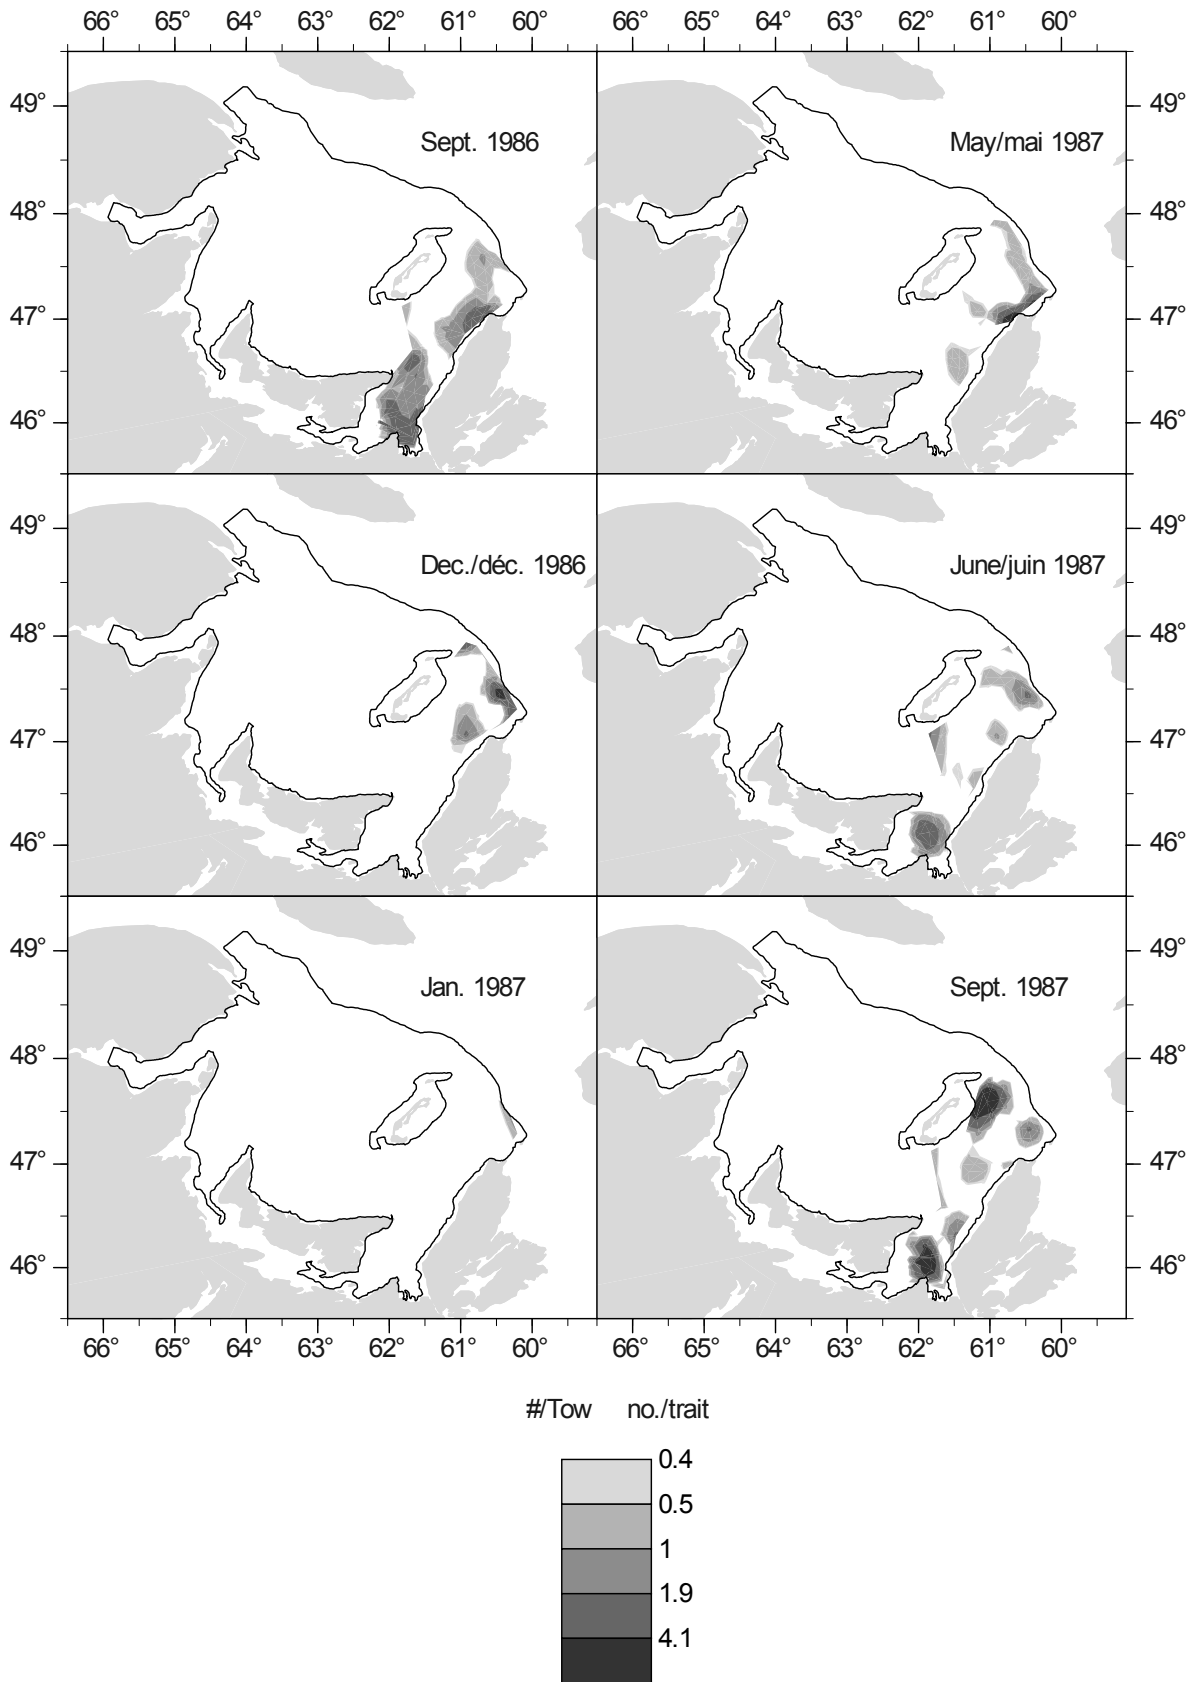 66° 65° 64° 63° 62° 61° 60° 66° 65° 64° 63° 62° 61° 60°
49° Sept. 1986 May/mai 1987 49°
48° 48°
47° 47°
46° 46°
49° Dec./déc. 1986 June/juin 1987 49°
48° 48°
47° 47°
46° 46°
49° Jan. 1987 Sept. 1987 49°
48° 48°
47° 47°
46° 46°
66° 65° 64° 63° 62° 61° 60° 66° 65° 64° 63° 62° 61° 60°
#/Tow no./trait
0.4
0.5
1
1.9
4.1